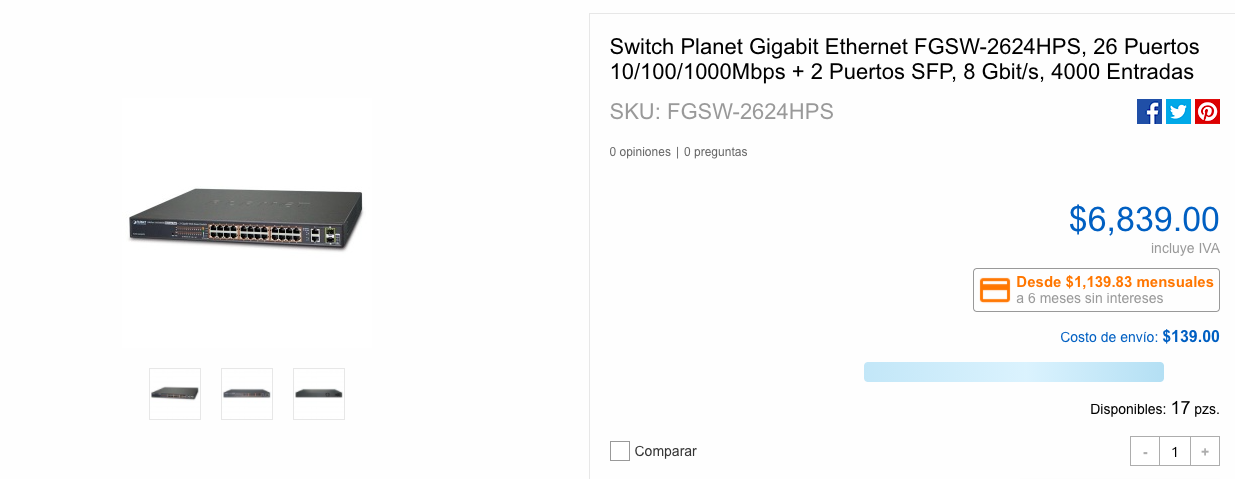 Switch Planet Gigabit Ethernet FGSW-2624HPS, 26 Puertos
10/100/1000Mbps + 2 Puertos SFP, 8 Gbit/s, 4000 Entradas
SKU: FGSW-2624HPS
0 opiniones | 0 preguntas
$6,839.00
incluye IVA
Desde $1,139.83 mensuales
a 6 meses sin intereses
Costo de envío: $139.00
Disponibles: 17 pzs.
Comparar
- 1 +